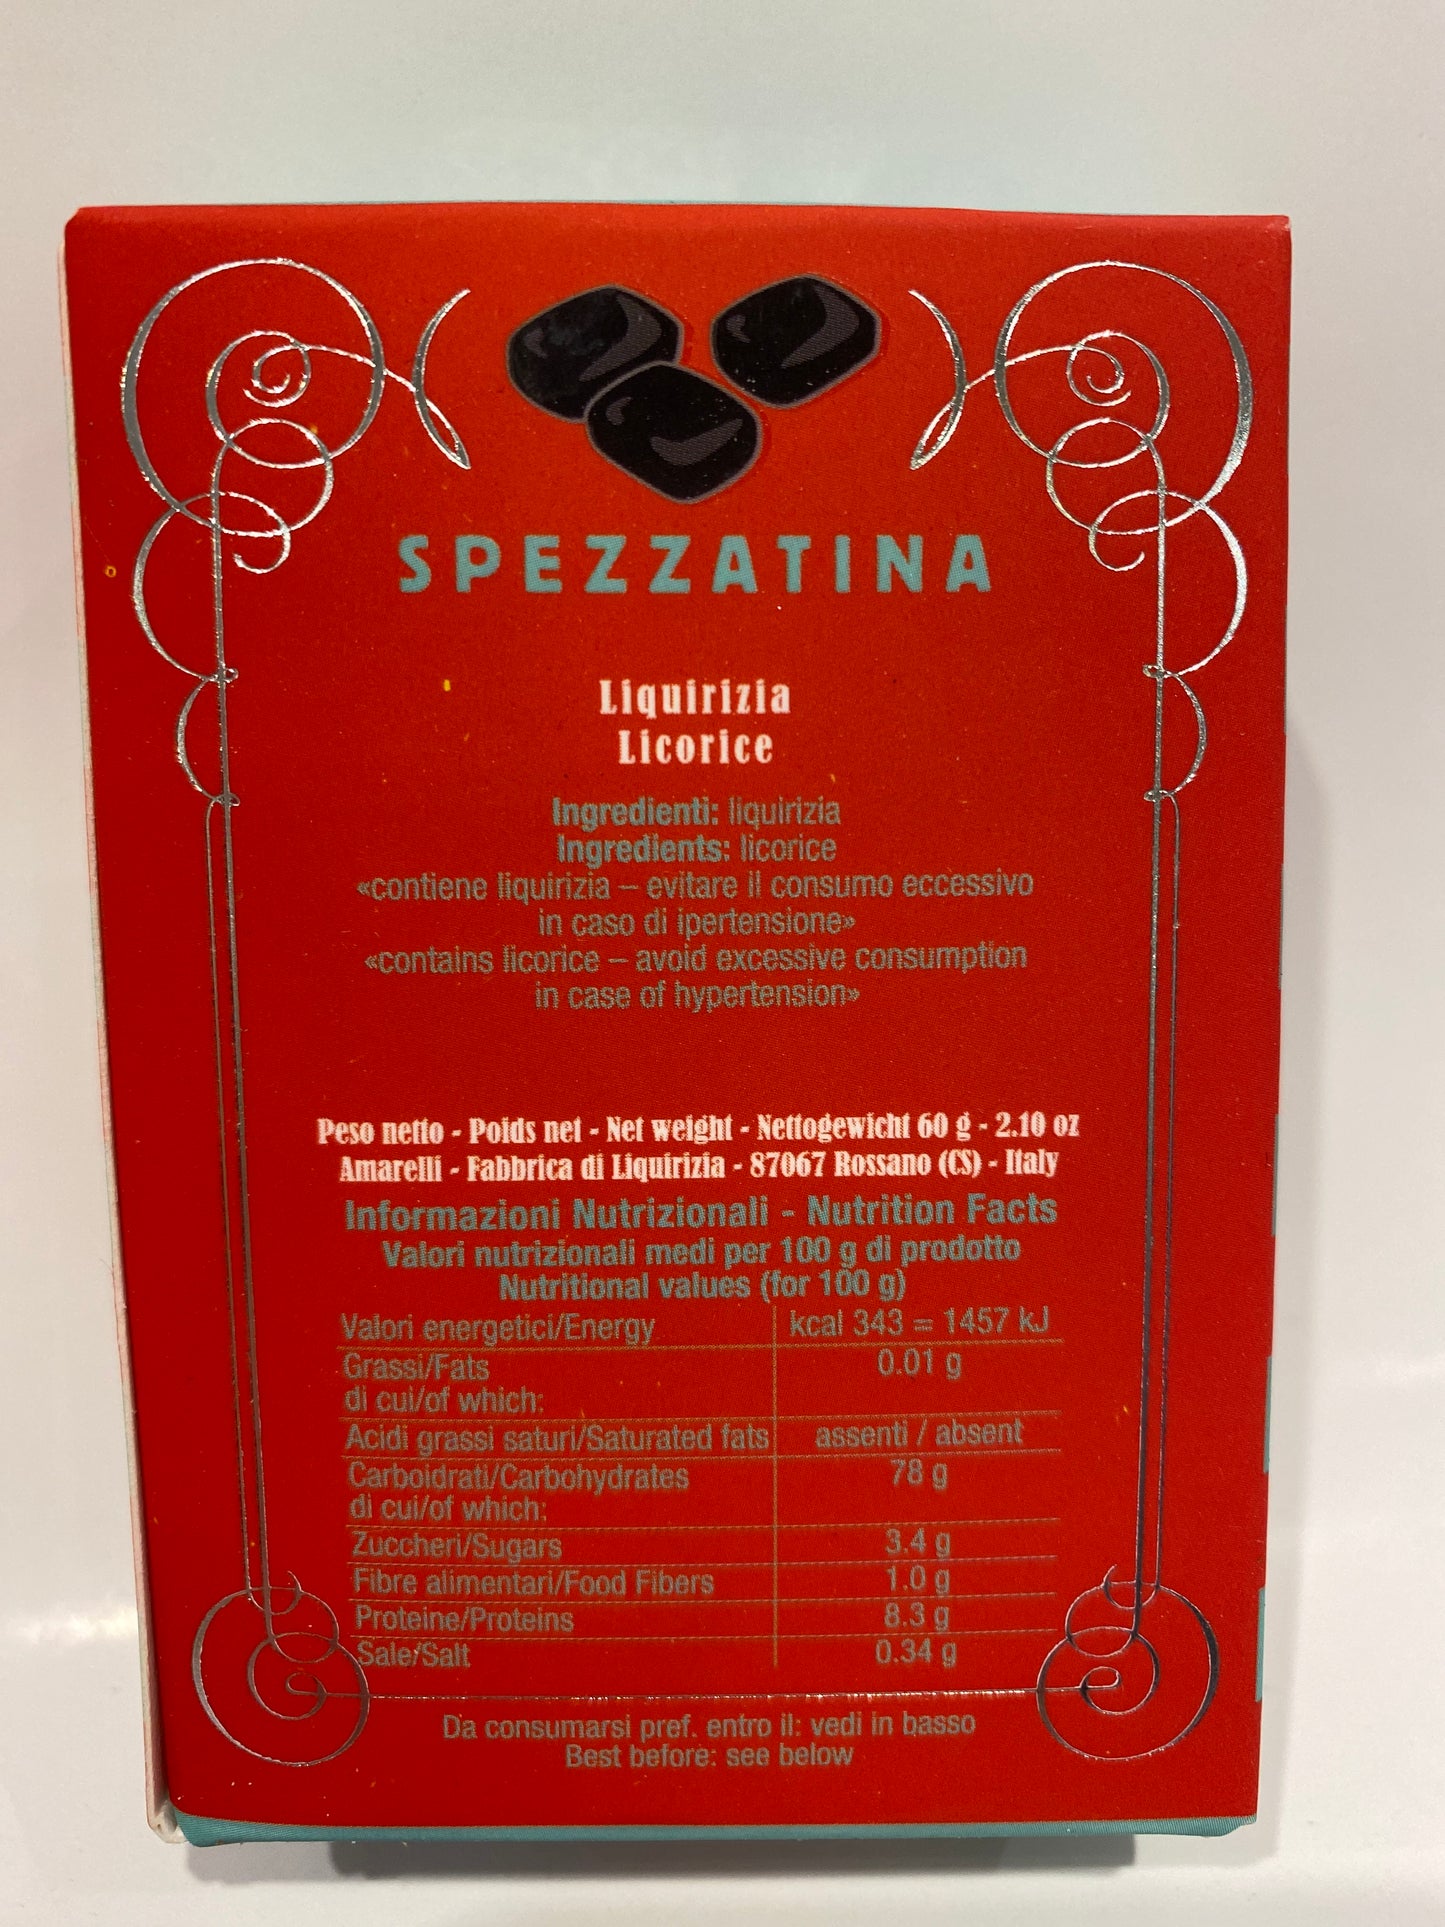 SPEZZATINA
Liquirizia
Licorice
Ingredienti: liquirizia
Ingredients: licorice
«contiene liquirizia – evitare il consumo eccessivo
in caso di ipertensione»
«contains licorice – avoid excessive consumption
in case of hypertension»
Peso netto - Poids net - Net weight - Nettogewicht 60 g - 2.10 oz
Amarelli - Fabbrica di Liquirizia - 87067 Rossano (CS) - Italy
Informazioni Nutrizionali - Nutrition Facts
Valori nutrizionali medi per 100 g di prodotto
Nutritional values (for 100 g)
Valori energetici/Energy kcal 343 = 1457 kJ
Grassi/Fats 0.01 g
di cui/of which:
Acidi grassi saturi/Saturated fats assenti / absent
Carboidrati/Carbohydrates 78 g
di cui/of which:
Zuccheri/Sugars 3.4 g
Fibre alimentari/Food Fibers 1.0 g
Proteine/Proteins 8.3 g
Sale/Salt 0.34 g
Da consumarsi pref. entro il: vedi in basso
Best before: see below